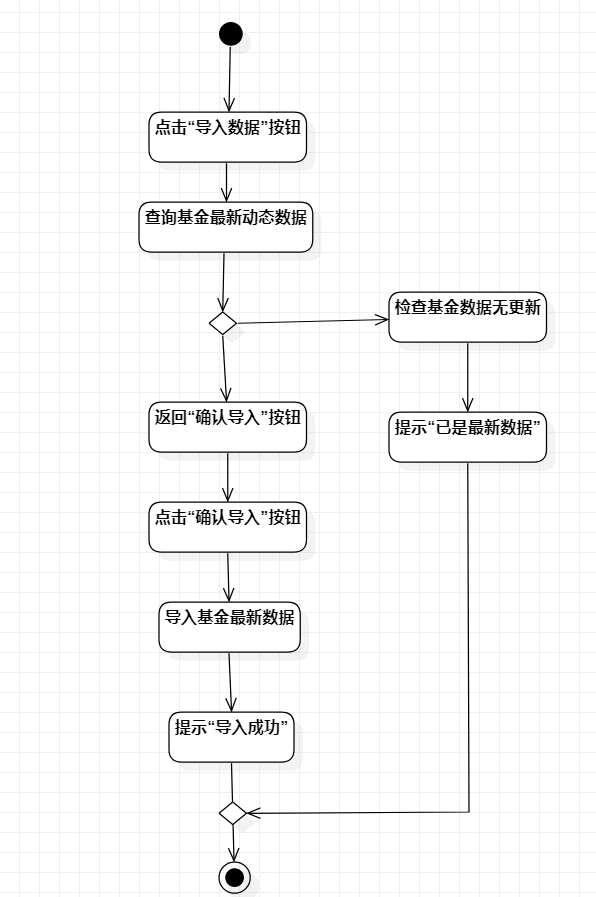 点击“导入数据”按钮
查询基金最新动态数据
检查基金数据无更新
返回“确认导入”按钮
提示“已是最新数据”
点击“确认导入”按钮
导入基金最新数据
提示“导入成功”